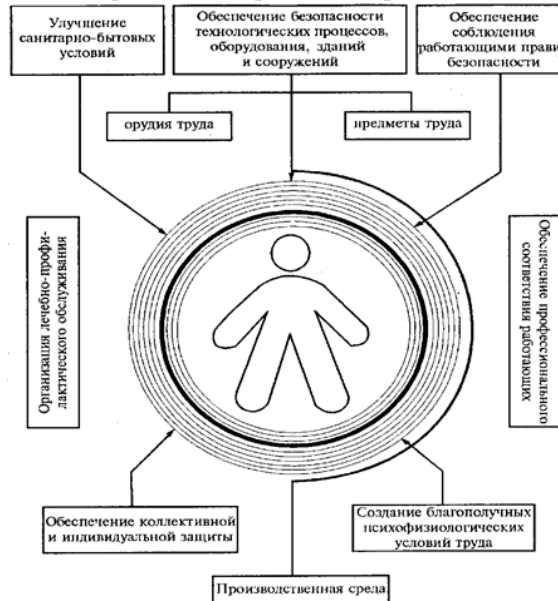 Улучшение
санитарно-бытовых
условий
Обеспечение безопасности
технологических процессов,
оборудования, зданий
и сооружений
Обеспечение
соблюдения
работающими прави
безопасности
орудия труда
предметы труда
Организация лечебно-профи-
лактического обслуживания
Обеспечение профессионального
соответствия работающих
Обеспечение коллективной
и индивидуальной защиты
Создание благополучных
психофизиологических
условий труда
Производственная среда